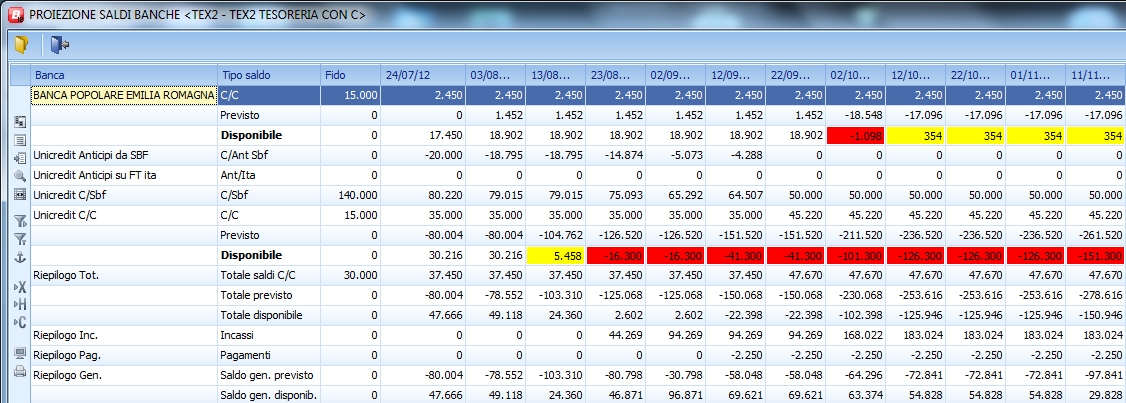 PROIEZIONE SALDI BANCHE <TEX2 - TEX2 TESORERIA CON C>
Banca Tipo saldo Fido 24/07/12 03/08... 13/08... 23/08... 02/09... 12/09... 22/09... 02/10... 12/10... 22/10... 01/11... 11/11...
BANCA POPOLARE EMILIA ROMAGNA C/C 15.000 2.450 2.450 2.450 2.450 2.450 2.450 2.450 2.450 2.450 2.450 2.450 2.450
Previsto 0 0 1.452 1.452 1.452 1.452 1.452 1.452 -18.548 -17.096 -17.096 -17.096 -17.096
Disponibile 0 17.450 18.902 18.902 18.902 18.902 18.902 18.902 -1.098 354 354 354 354
Unicredit Anticipi da SBF C/Ant Sbf 0 -20.000 -18.795 -18.795 -14.874 -5.073 -4.288 0 0 0 0 0 0
Unicredit Anticipi su FT ita Ant/Ita 0 0 0 0 0 0 0 0 0 0 0 0 0
Unicredit C/Sbf C/Sbf 140.000 80.220 79.015 79.015 75.093 65.292 64.507 50.000 50.000 50.000 50.000 50.000 50.000
Unicredit C/C C/C 15.000 35.000 35.000 35.000 35.000 35.000 35.000 35.000 45.220 45.220 45.220 45.220 45.220
Previsto 0 -80.004 -80.004 -104.762 -126.520 -126.520 -151.520 -151.520 -211.520 -236.520 -236.520 -236.520 -261.520
Disponibile 0 30.216 30.216 5.458 -16.300 -16.300 -41.300 -41.300 -101.300 -126.300 -126.300 -126.300 -151.300
Riepilogo Tot. Totale saldi C/C 30.000 37.450 37.450 37.450 37.450 37.450 37.450 37.450 47.670 47.670 47.670 47.670 47.670
Totale previsto 0 -80.004 -78.552 -103.310 -125.068 -125.068 -150.068 -150.068 -230.068 -253.616 -253.616 -253.616 -278.616
Totale disponibile 0 47.666 49.118 24.360 2.602 2.602 -22.398 -22.398 -102.398 -125.946 -125.946 -125.946 -150.946
Riepilogo Inc. Incassi 0 0 0 0 44.269 94.269 94.269 94.269 168.022 183.024 183.024 183.024 183.024
Riepilogo Pag. Pagamenti 0 0 0 0 0 0 -2.250 -2.250 -2.250 -2.250 -2.250 -2.250 -2.250
Riepilogo Gen. Saldo gen. previsto 0 -80.004 -78.552 -103.310 -80.798 -30.798 -58.048 -58.048 -64.296 -72.841 -72.841 -72.841 -97.841
Saldo gen. disponib. 0 47.666 49.118 24.360 46.871 96.871 69.621 69.621 63.374 54.828 54.828 54.828 29.828